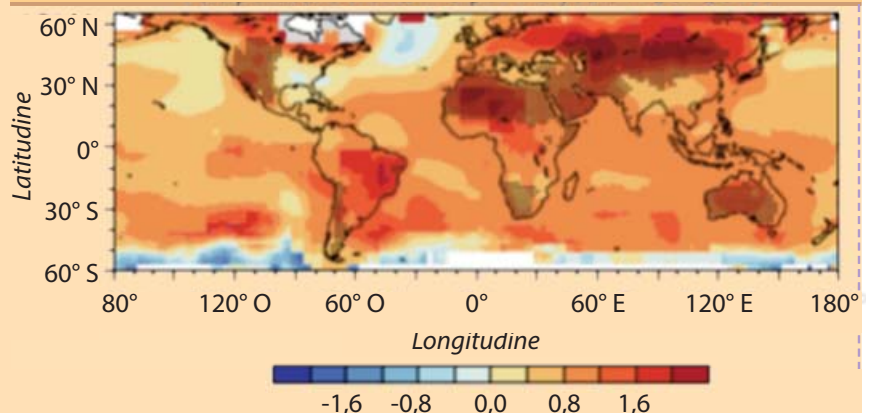 Latitudine
60° N
30° N
0°
30° S
60° S
80° 120° O 60° O 0° 60° E 120° E 180°
Longitudine
-1,6 -0,8 0,0 0,8 1,6